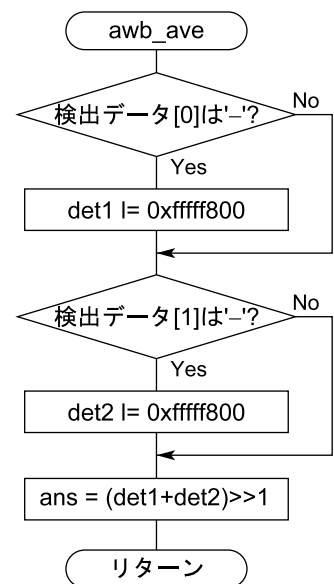 awb_ave
検出データ[0]は'–'?
No
Yes
det1 |= 0xfffff800
検出データ[1]は'–'?
No
Yes
det2 |= 0xfffff800
ans = (det1+det2)>>1
リターン